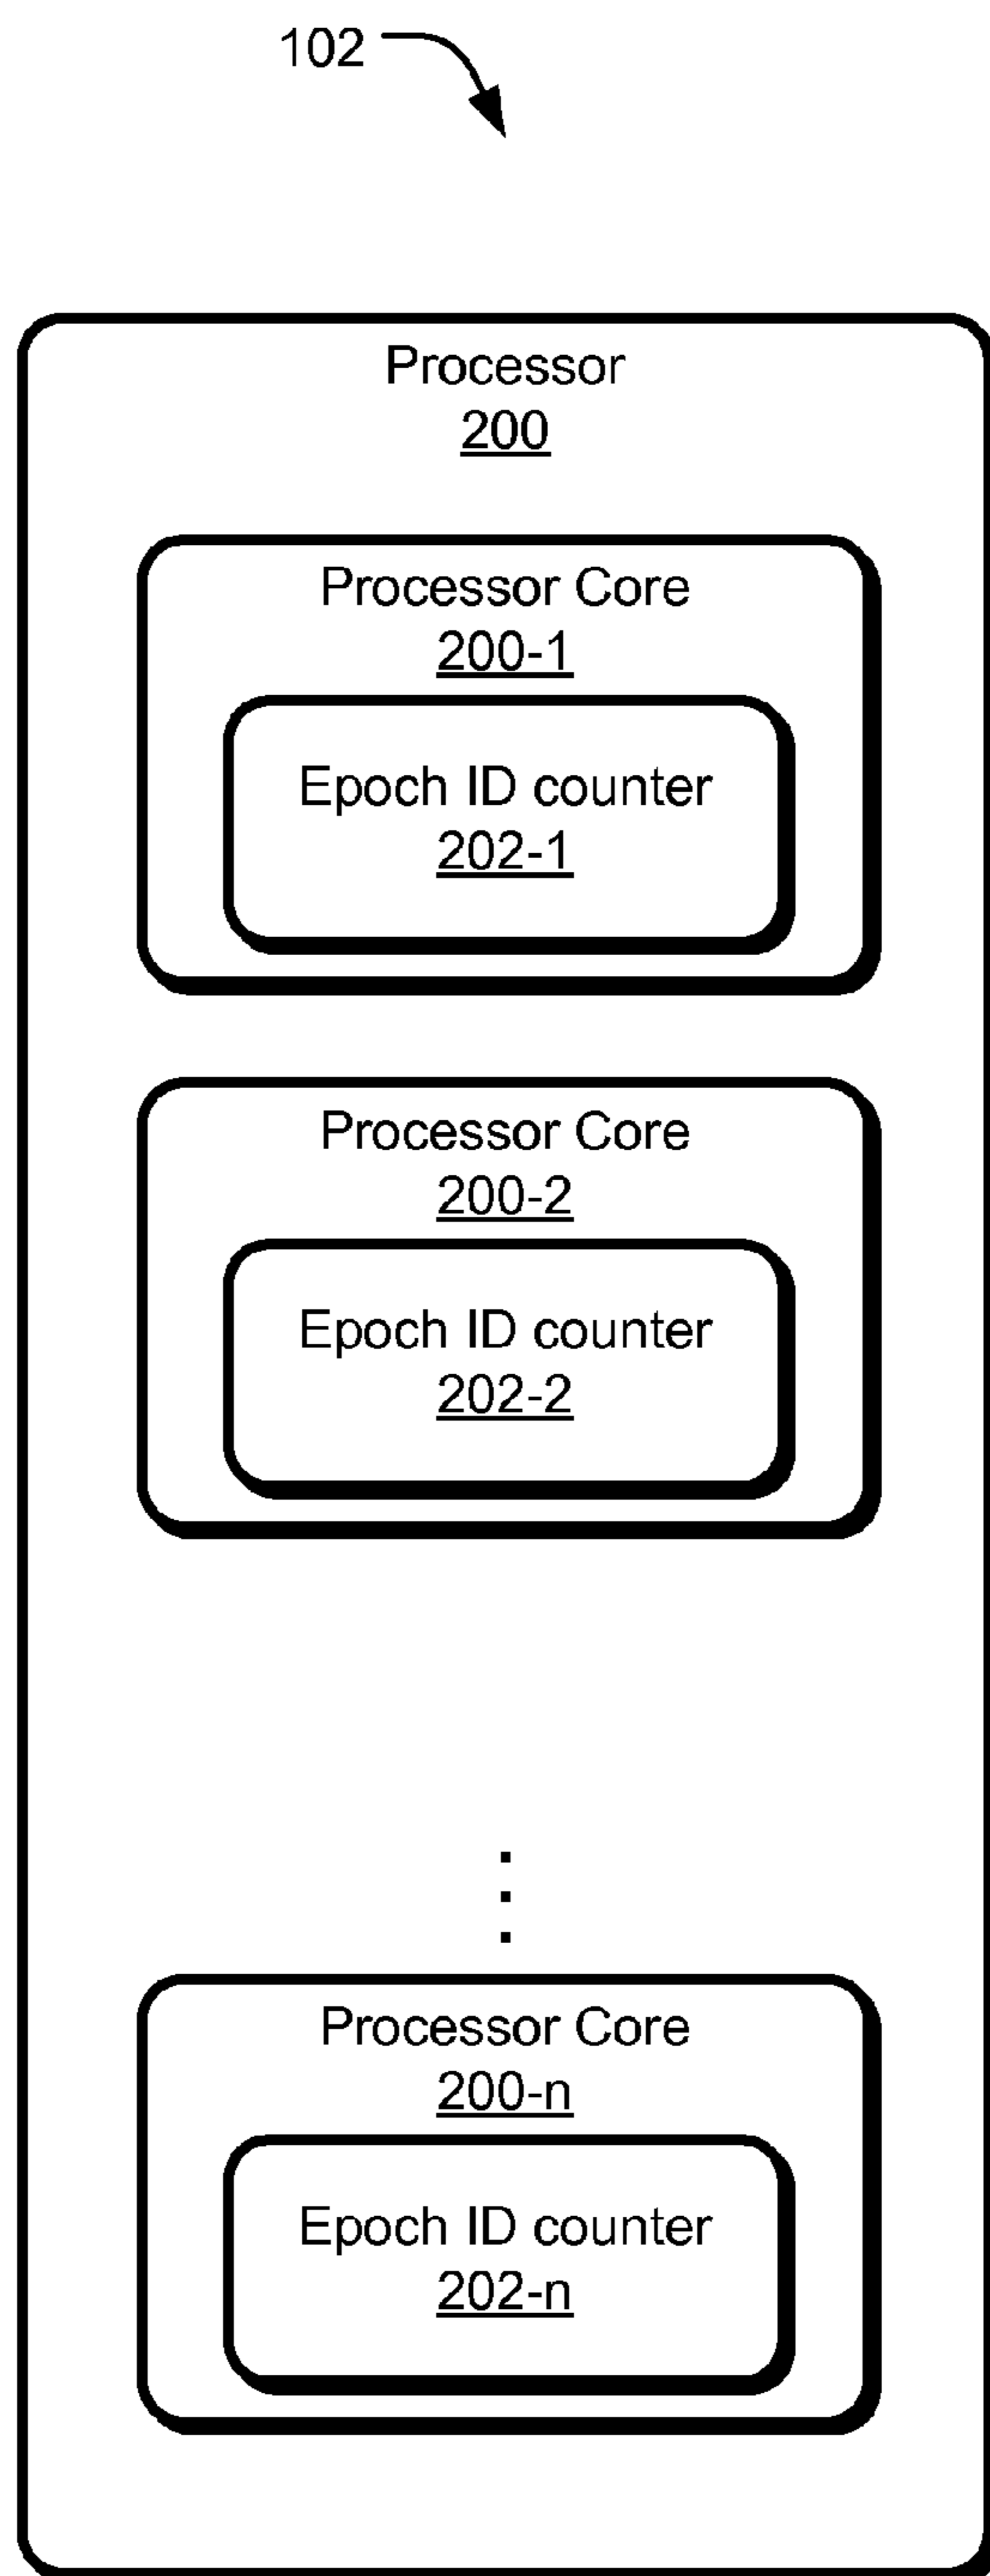 102
Processor
200
Processor Core
200-1
Epoch ID counter
202-1
Processor Core
200-2
Epoch ID counter
202-2
Processor Core
200-n
Epoch ID counter
202-n